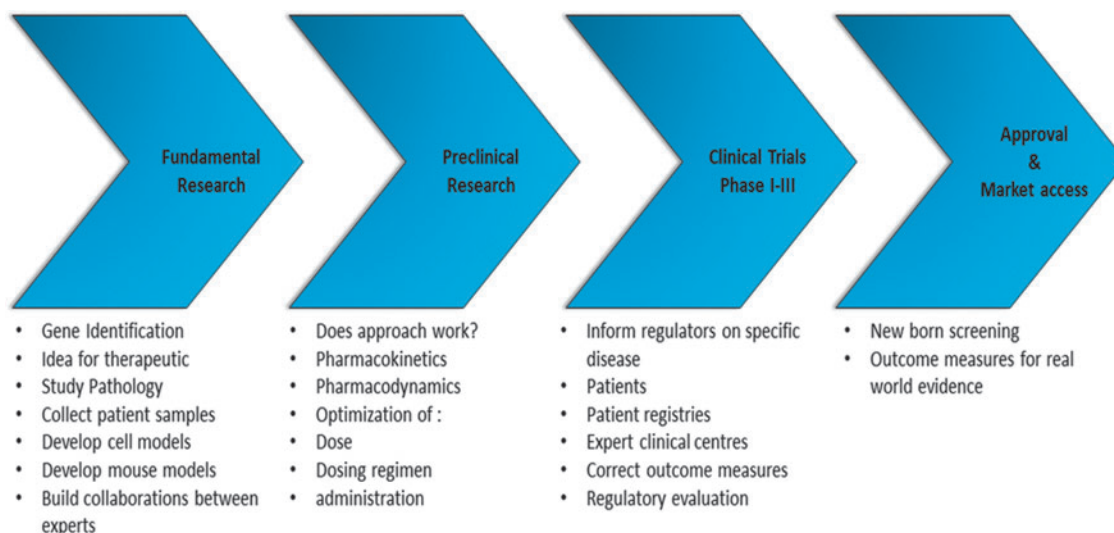 Fundamental
Research
Preclinical
Research
Clinical Trials
Phase I-III
Approval
&
Market access
• Gene Identification
• Idea for therapeutic
• Study Pathology
• Collect patient samples
• Develop cell models
• Develop mouse models
• Build collaborations between
experts
• Does approach work?
• Pharmacokinetics
• Pharmacodynamics
• Optimization of :
• Dose
• Dosing regimen
• administration
• Inform regulators on specific
disease
• Patients
• Patient registries
• Expert clinical centres
• Correct outcome measures
• Regulatory evaluation
• New born screening
• Outcome measures for real
world evidence